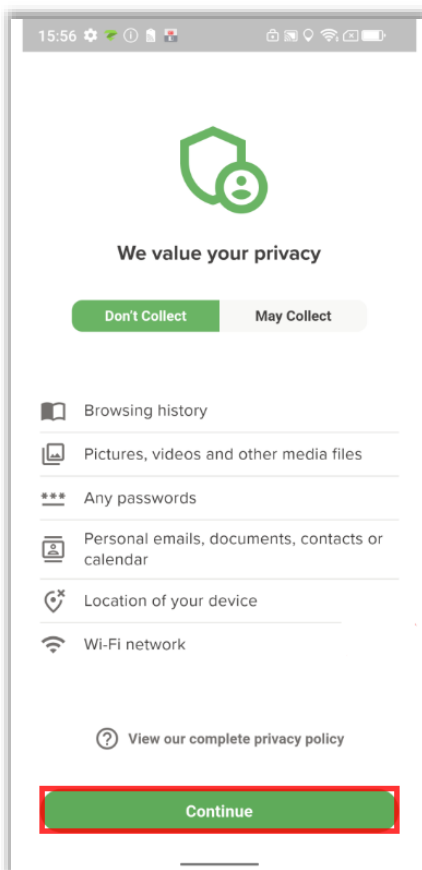 15:56
We value your privacy
Don't Collect
May Collect
Browsing history
Pictures, videos and other media files
*** Any passwords
Personal emails, documents, contacts or
calendar
Location of your device
Wi-Fi network
? View our complete privacy policy
Continue